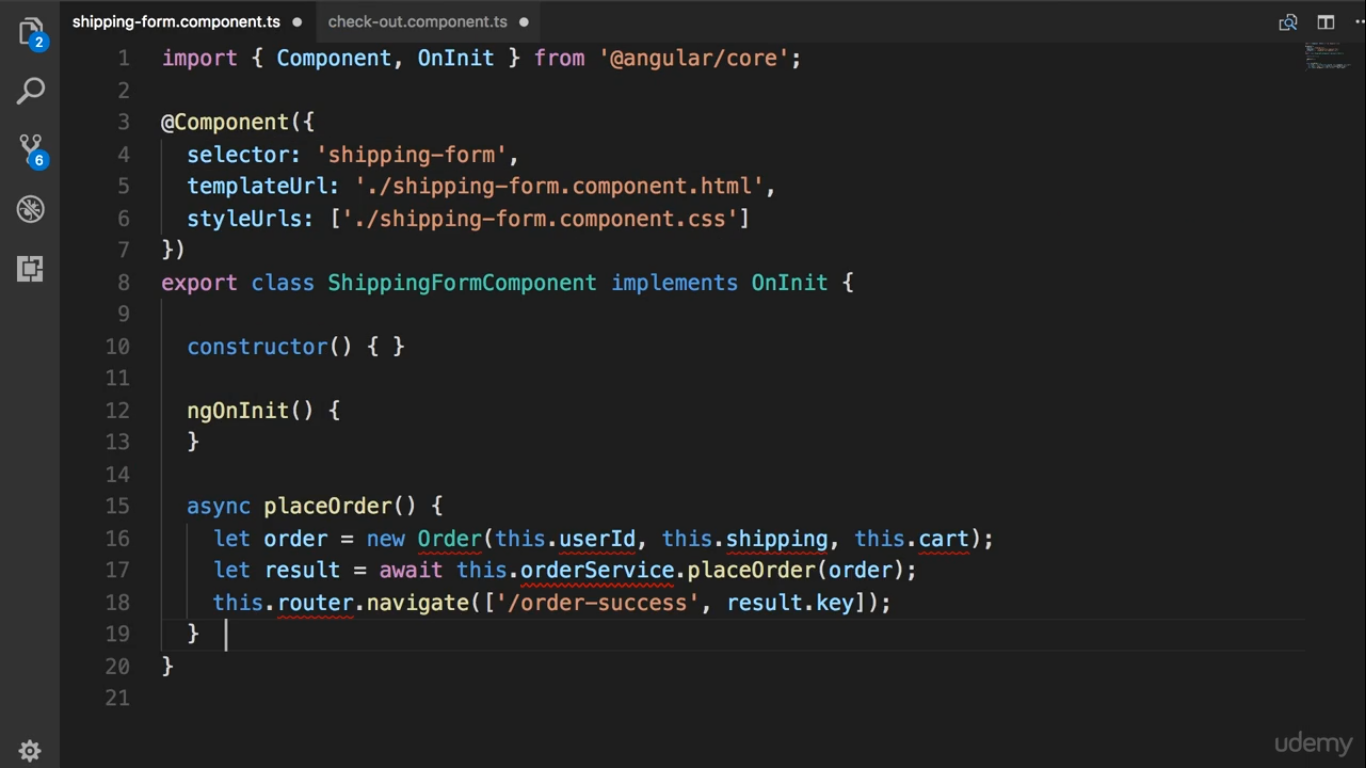 shipping-form.component.ts
check-out.component.ts
2
6
1 import { Component, OnInit } from '@angular/core';
2
3 @Component({
4 selector: 'shipping-form',
5 templateUrl: './shipping-form.component.html',
6 styleUrls: ['./shipping-form.component.css']
7 })
8 export class ShippingFormComponent implements OnInit {
9
10 constructor() { }
11
12 ngOnInit() {
13 }
14
15 async placeOrder() {
16 let order = new Order(this.userId, this.shipping, this.cart);
17 let result = await this.orderService.placeOrder(order);
18 this.router.navigate(['/order-success', result.key]);
19 }
20 }
21
udemy